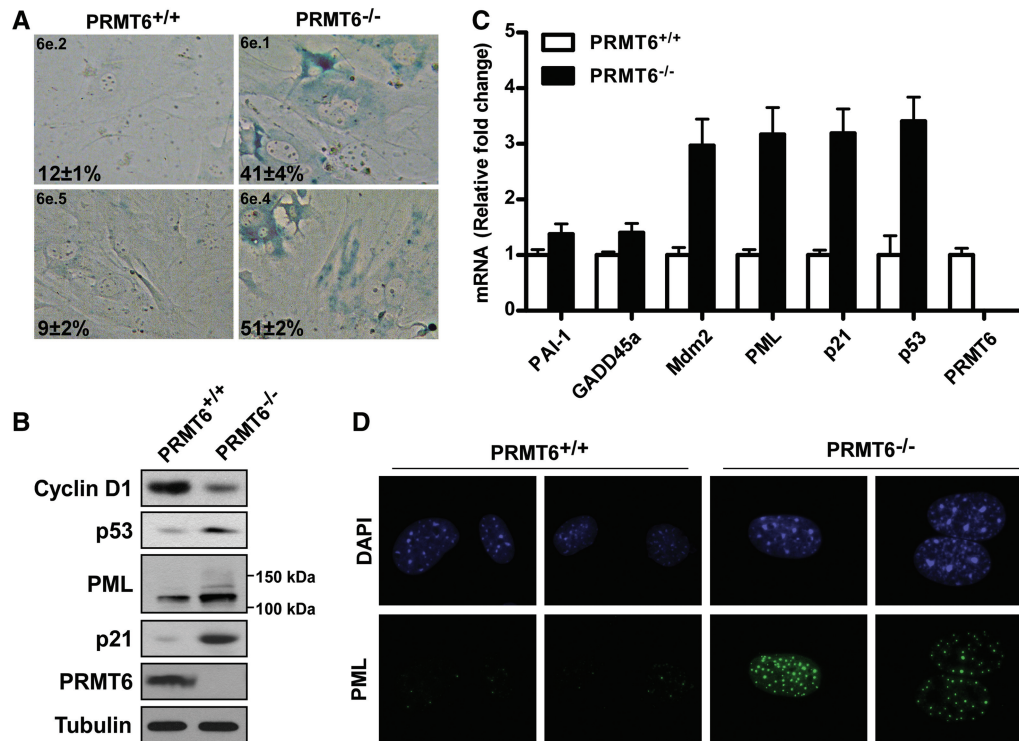 A
PRMT6+/+
PRMT6-/-
6e.2
12±1%
6e.1
41±4%
6e.5
9±2%
6e.4
51±2%
B
PRMT6+/+
PRMT6-/-
Cyclin D1
p53
PML
150 kDa
100 kDa
p21
PRMT6
Tubulin
C
mRNA (Relative fold change)
5
4
3
2
1
0
PRMT6+/+
PRMT6-/-
PAI-1
GADD45a
Mdm2
PML
p21
p53
PRMT6
D
PRMT6+/+
PRMT6-/-
DAPI
PML